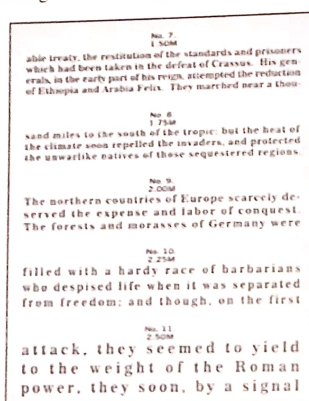 No. 7
1.50M
able treaty, the restitution of the standards and prisoners
which had been taken in the defeat of Crassus. His gen-
erals, in the early part of his reign, attempted the reduction
of Ethiopia and Arabia Felix. They marched near a thou-
No. 8
1.75M
sand miles to the south of the tropic; but the heat of
the climate soon repelled the invaders, and protected
the unwarlike natives of those sequestered regions.
No. 9.
2.00M
The northern countries of Europe scarcely de-
served the expense and labor of conquest.
The forests and morasses of Germany were
No. 10.
2.25M
filled with a hardy race of barbarians
who despised life when it was separated
from freedom; and though, on the first
No. 11
2.50M
attack, they seemed to yield
to the weight of the Roman
power, they soon, by a signal